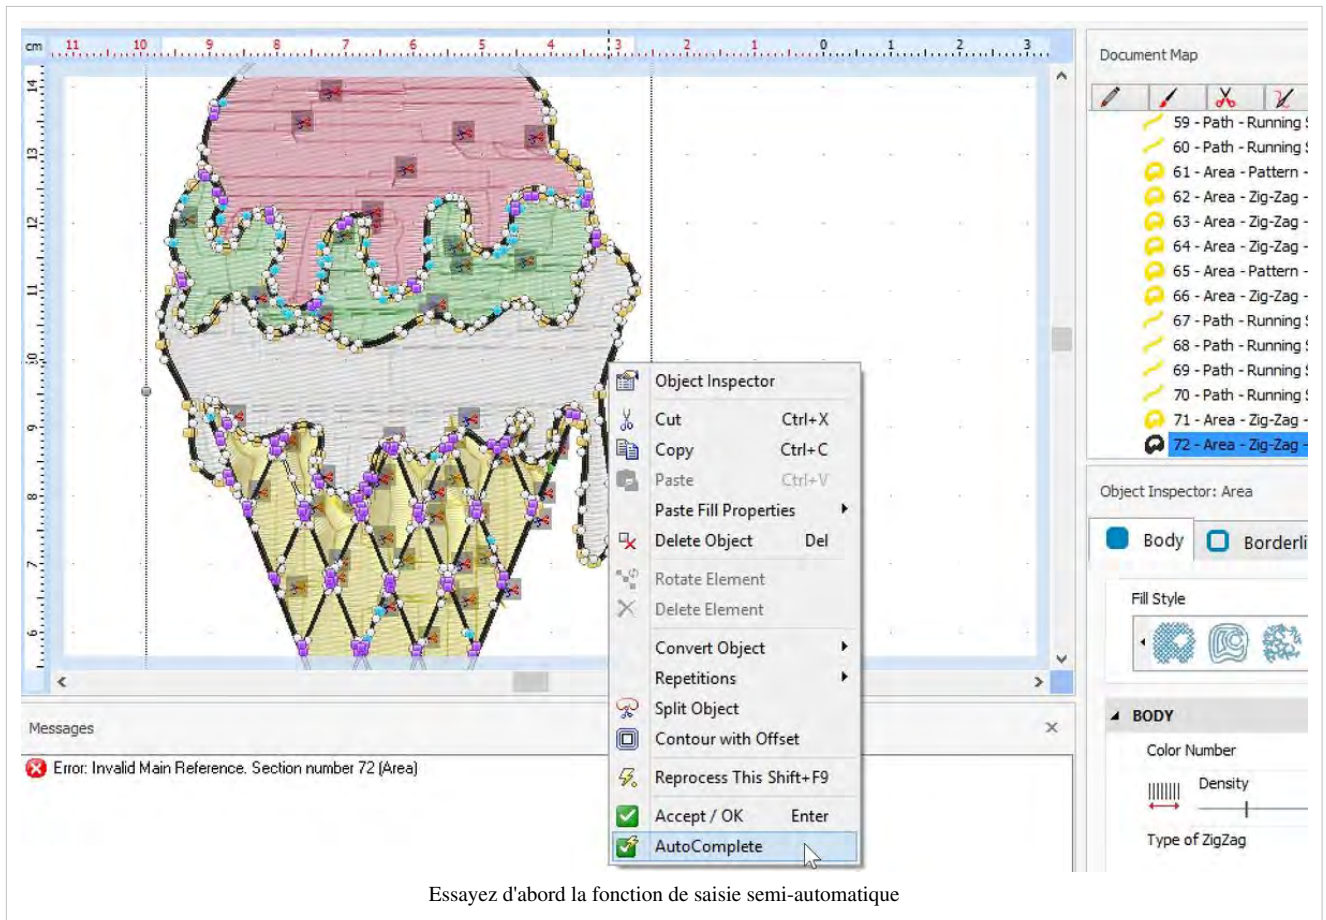 cm 11 10 9 8 7 6 5 4 3 2 1 0 1 2 3
14
13
12
11
10
9
8
7
6
Document Map
59 - Path - Running S
60 - Path - Running S
61 - Area - Pattern -
62 - Area - Zig-Zag -
63 - Area - Zig-Zag -
64 - Area - Zig-Zag -
65 - Area - Pattern -
66 - Area - Zig-Zag -
67 - Path - Running S
68 - Path - Running S
69 - Path - Running S
70 - Path - Running S
71 - Area - Zig-Zag -
72 - Area - Zig-Zag -
Object Inspector: Area
Body Borderli
Fill Style
BODY
Color Number
Density
Type of ZigZag
Object Inspector
Cut Ctrl+X
Copy Ctrl+C
Paste Ctrl+V
Paste Fill Properties
Delete Object Del
Rotate Element
Delete Element
Convert Object
Repetitions
Split Object
Contour with Offset
Reprocess This Shift+F9
Accept / OK Enter
AutoComplete
Messages
Error: Invalid Main Reference. Section number 72 (Area)
Essayez d'abord la fonction de saisie semi-automatique